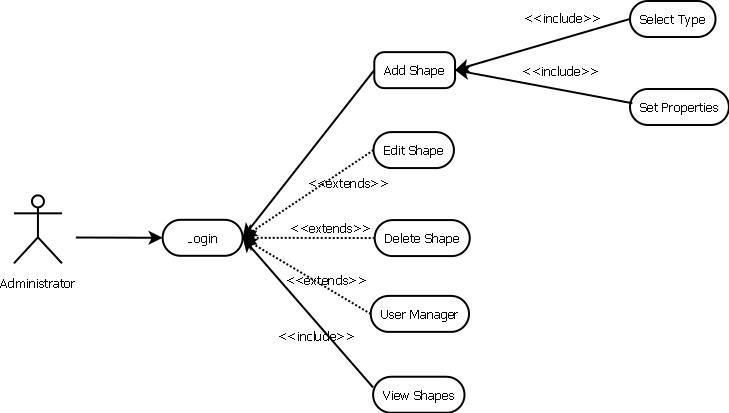 <<include>>
Select Type
Add Shape
<<include>>
Set Properties
Edit Shape
<<extends>>
<<extends>>
Login
Delete Shape
Administrator
<<extends>>
User Manager
<<include>>
View Shapes